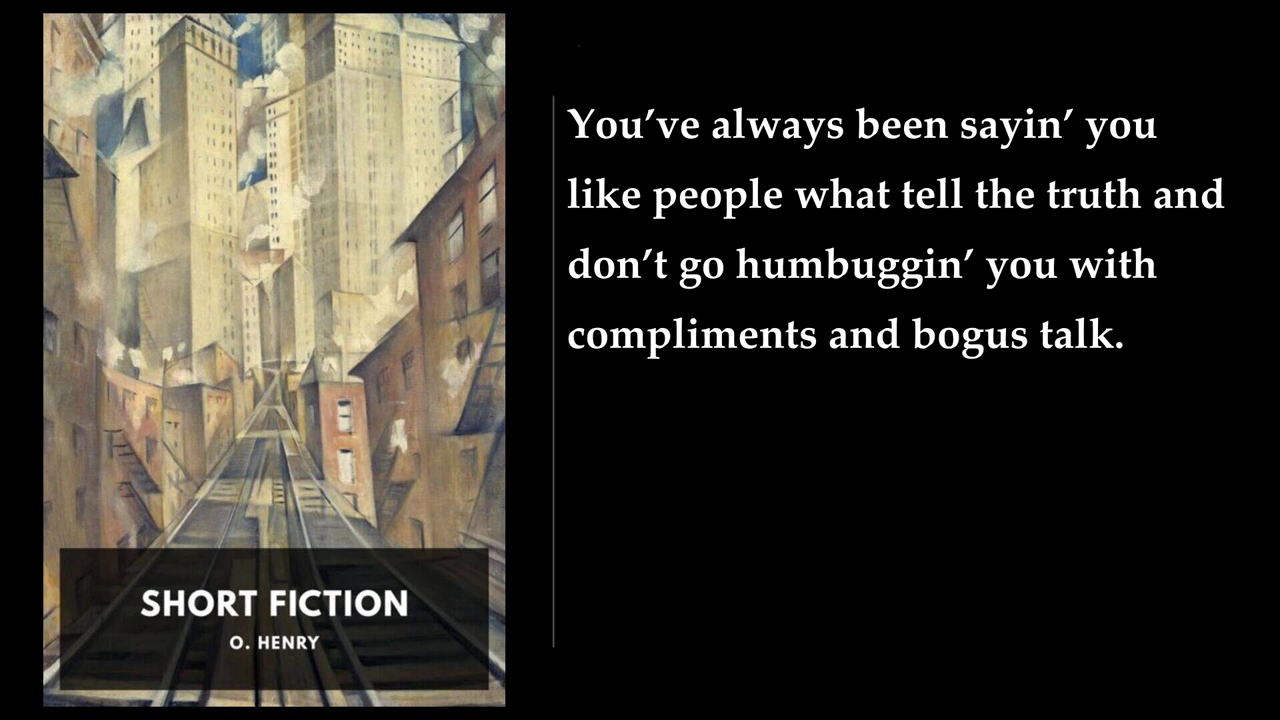 You’ve always been sayin’ you
like people what tell the truth and
don’t go humbuggin’ you with
compliments and bogus talk.
SHORT FICTION
O. HENRY